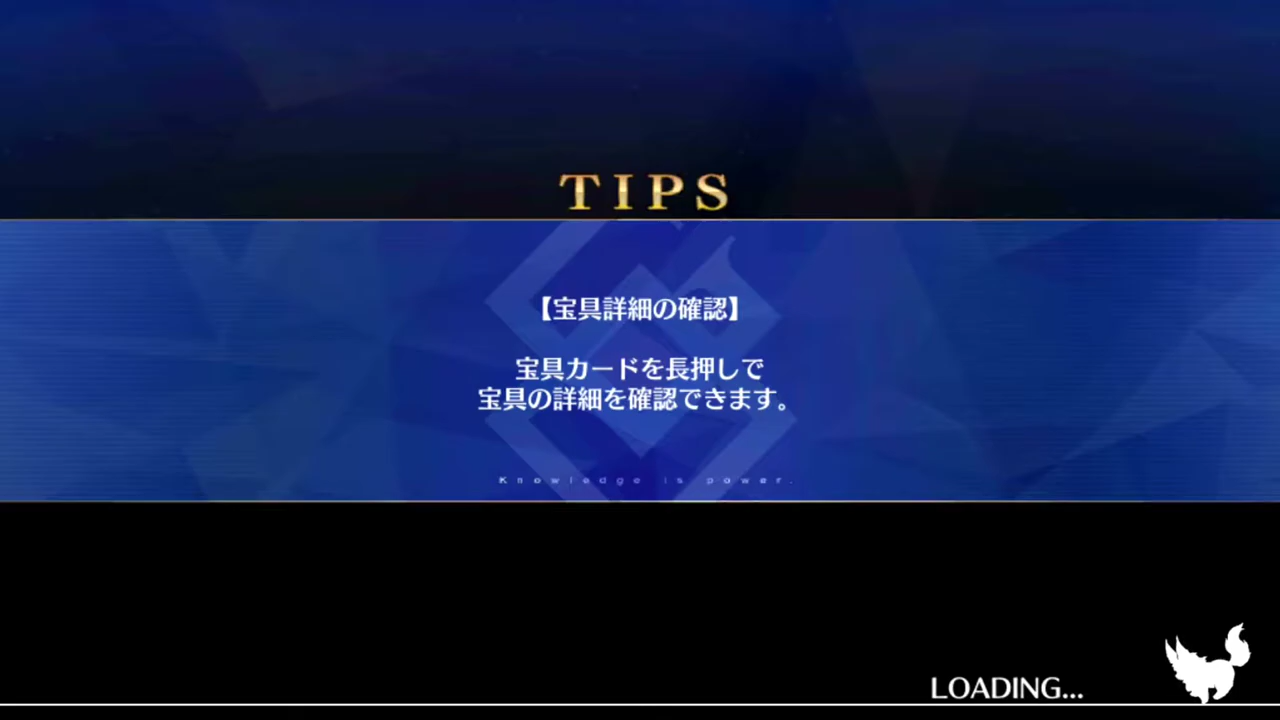 TIPS
【宝具詳細の確認】
宝具カードを長押しで
宝具の詳細を確認できます。
Knowledge is power.
LOADING...